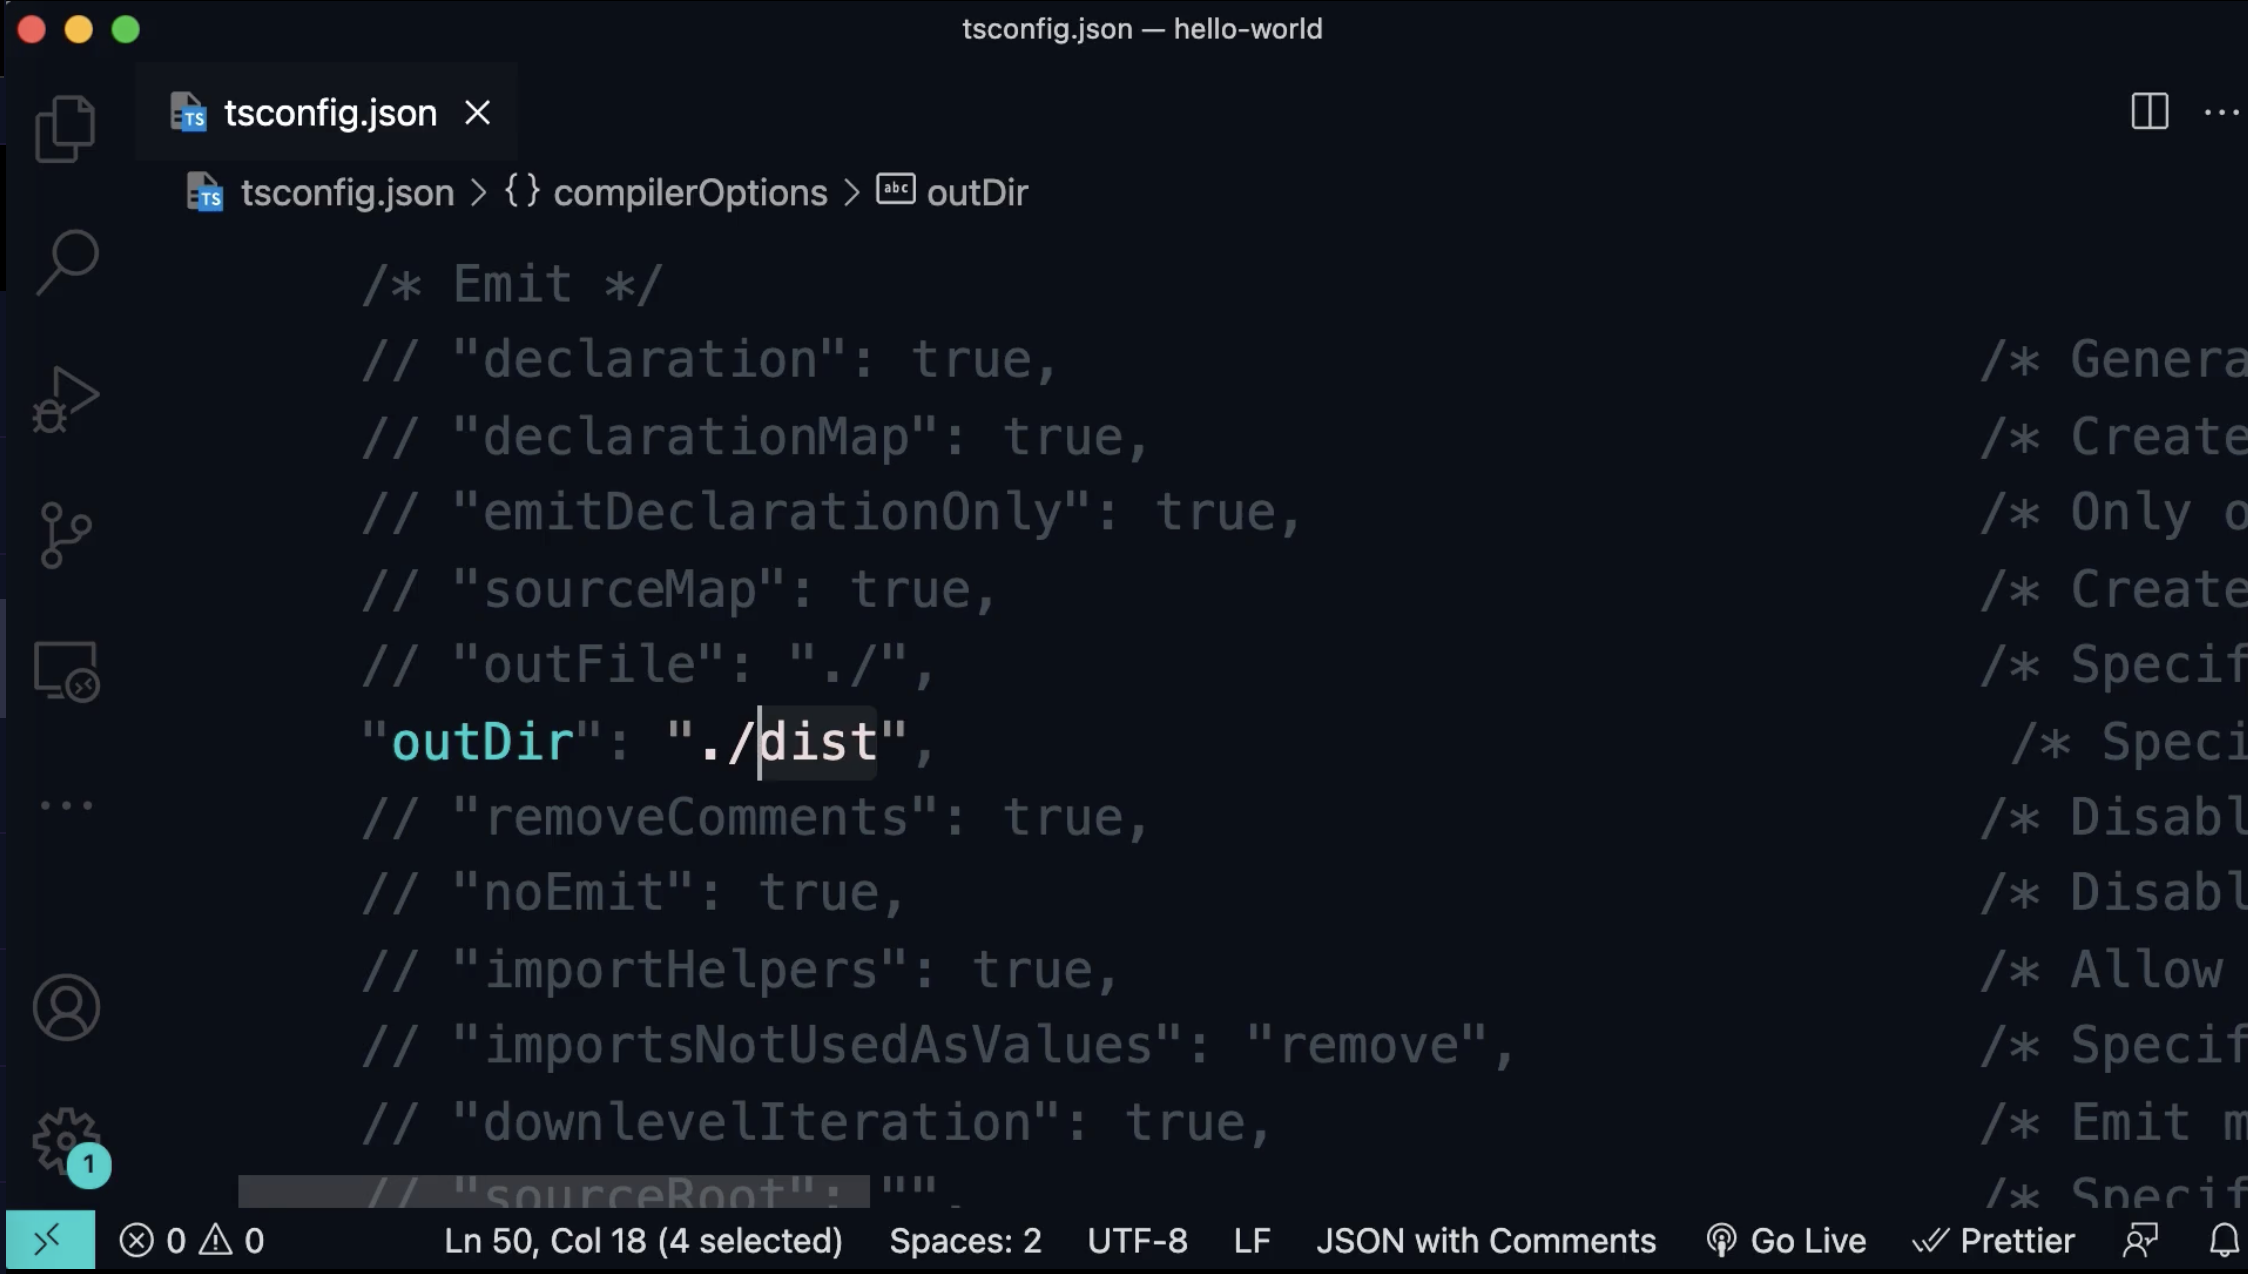 tsconfig.json — hello-world
tsconfig.json
tsconfig.json > {} compilerOptions > abc outDir
/* Emit */
// "declaration": true, /* Genera
// "declarationMap": true, /* Create
// "emitDeclarationOnly": true, /* Only o
// "sourceMap": true, /* Create
// "outFile": "./", /* Specif
"outDir": "./dist", /* Speci
// "removeComments": true, /* Disabl
// "noEmit": true, /* Disabl
// "importHelpers": true, /* Allow
// "importsNotUsedAsValues": "remove", /* Specif
// "downlevelIteration": true, /* Emit m
// "sourceRoot": "", /* Specif
1
0 0 Ln 50, Col 18 (4 selected) Spaces: 2 UTF-8 LF JSON with Comments Go Live Prettier